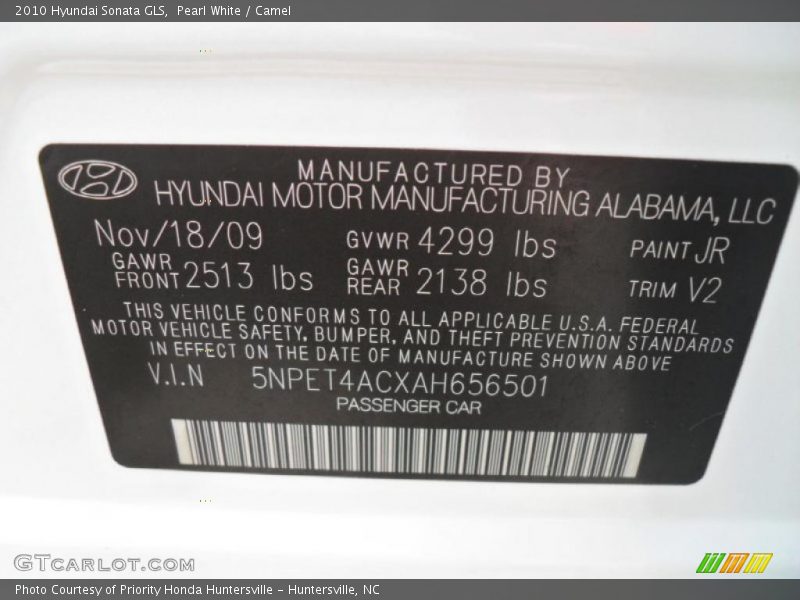 2010 Hyundai Sonata GLS, Pearl White / Camel
MANUFACTURED BY
HYUNDAI MOTOR MANUFACTURING ALABAMA, LLC
Nov/18/09 GVWR 4299 lbs PAINT JR
GAWR FRONT 2513 lbs GAWR REAR 2138 lbs TRIM V2
THIS VEHICLE CONFORMS TO ALL APPLICABLE U.S.A. FEDERAL
MOTOR VEHICLE SAFETY, BUMPER, AND THEFT PREVENTION STANDARDS
IN EFFECT ON THE DATE OF MANUFACTURE SHOWN ABOVE
V.I.N 5NPET4ACXAH656501
PASSENGER CAR
GTCARLOT.COM
Photo Courtesy of Priority Honda Huntersville - Huntersville, NC